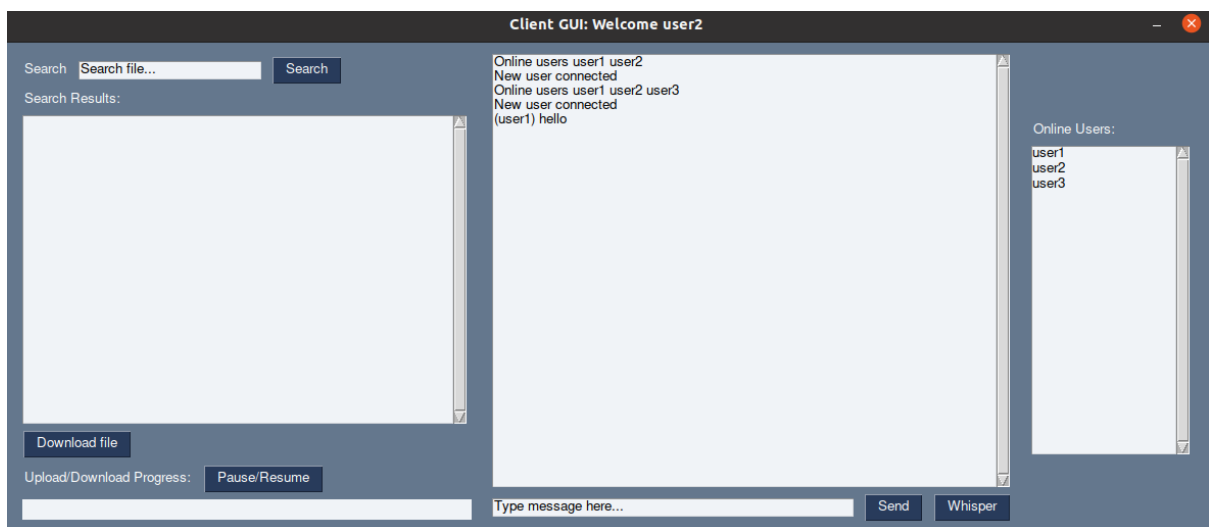 Client GUI: Welcome user2
Search Search file... Search
Search Results:
Download file
Upload/Download Progress: Pause/Resume
Online users user1 user2
New user connected
Online users user1 user2 user3
New user connected
(user1) hello
Type message here... Send Whisper
Online Users:
user1
user2
user3